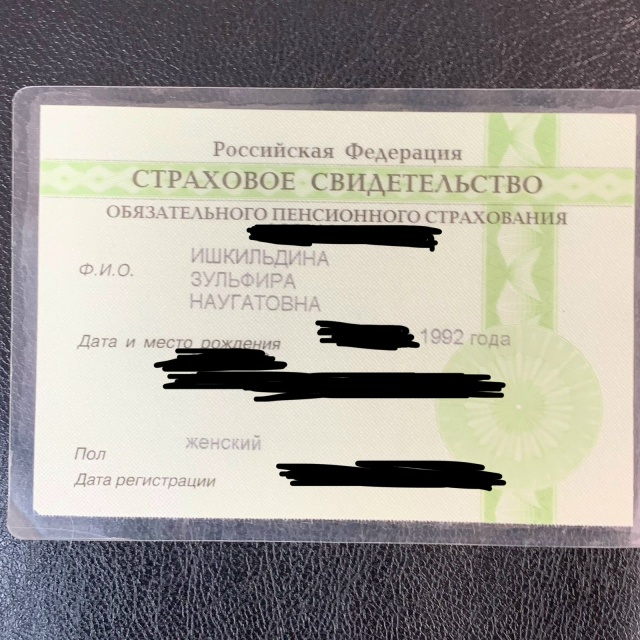 Российская Федерация
СТРАХОВОЕ СВИДЕТЕЛЬСТВО
ОБЯЗАТЕЛЬНОГО ПЕНСИОННОГО СТРАХОВАНИЯ
Ф.И.О. ИШКИЛЬДИНА
ЗУЛЬФИРА
НАУГАТОВНА
Дата и место рождения 1992 года
Пол женский
Дата регистрации